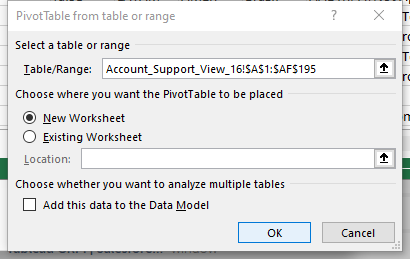 PivotTable from table or range
Select a table or range
Table/Range: Account_Support_View_16!$A$1:$AF$195
Choose where you want the PivotTable to be placed
New Worksheet
Existing Worksheet
Location:
Choose whether you want to analyze multiple tables
Add this data to the Data Model
OK Cancel